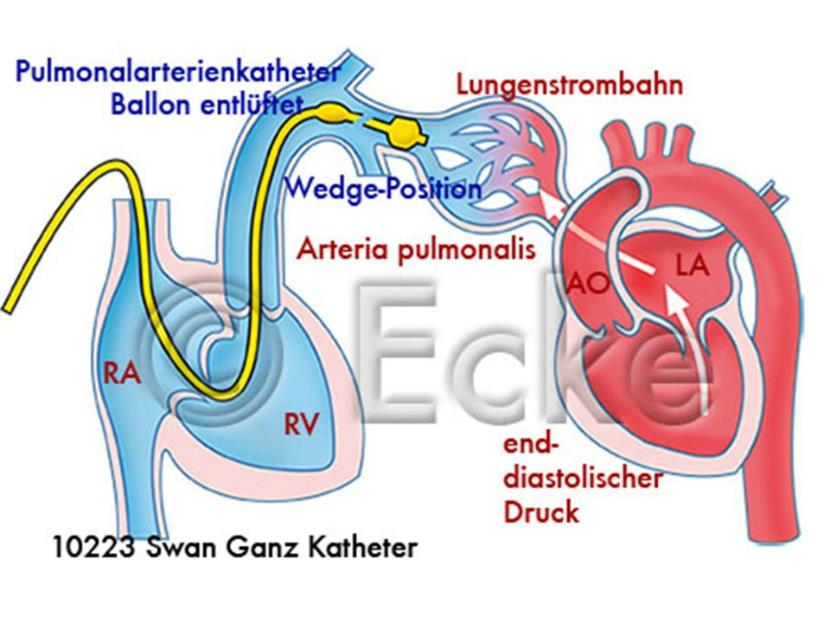 Pulmonalarterienkatheter
Ballon entlüftet
Lungenstrombahn
Wedge-Position
Arteria pulmonalis
AO
LA
© Ecke
RA
RV
end-
diastolischer
Druck
10223 Swan Ganz Katheter